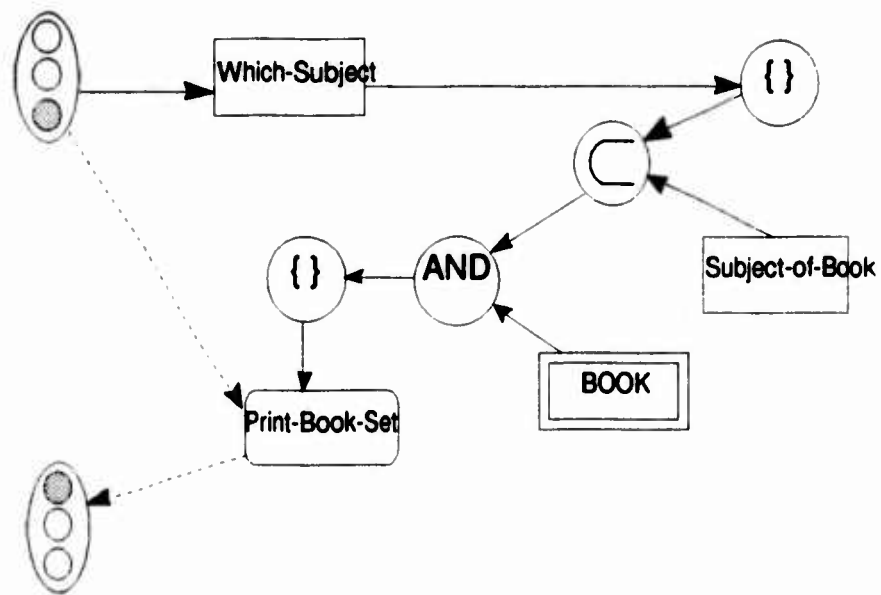 Which-Subject
{ }
⊂
Subject-of-Book
{ }
AND
BOOK
Print-Book-Set